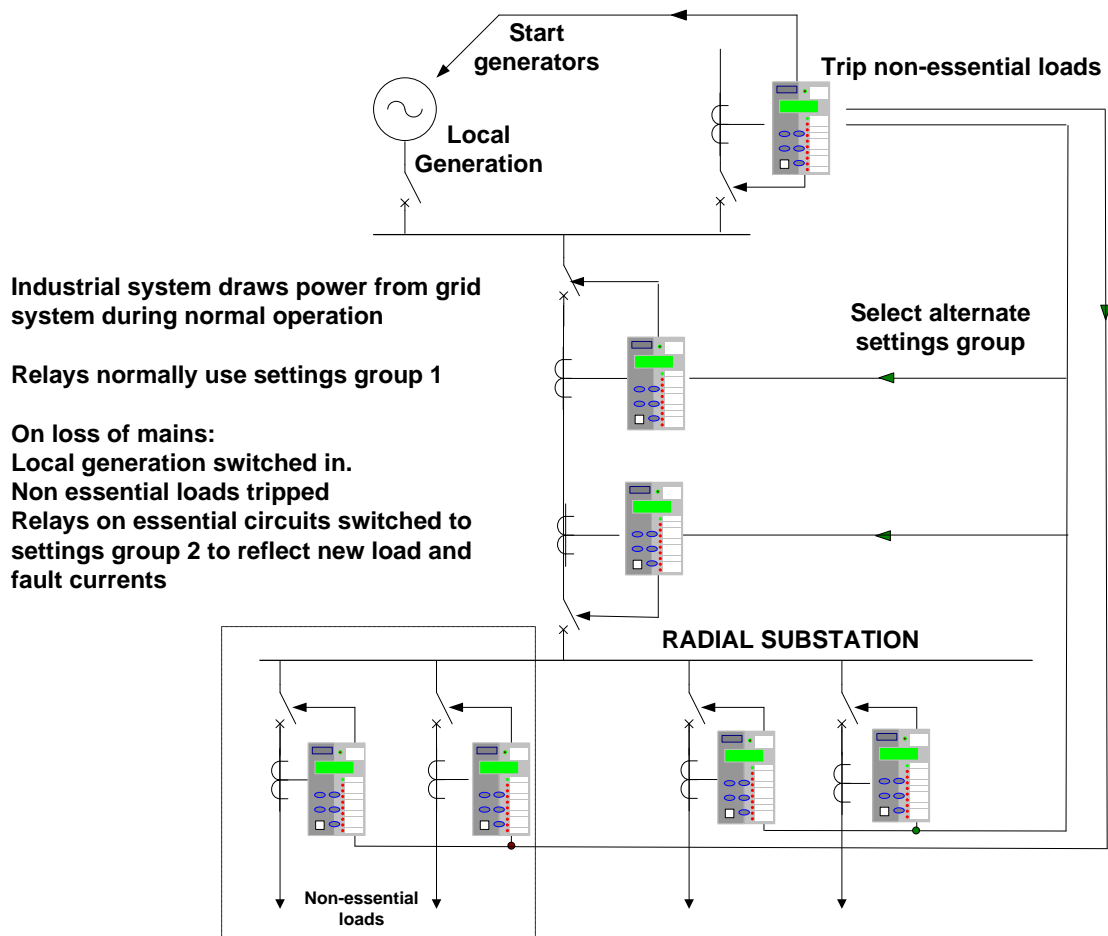 Start
generators
Trip non-essential loads
Local
Generation
Industrial system draws power from grid
system during normal operation
Relays normally use settings group 1
On loss of mains:
Local generation switched in.
Non essential loads tripped
Relays on essential circuits switched to
settings group 2 to reflect new load and
fault currents
Select alternate
settings group
RADIAL SUBSTATION
Non-essential
loads